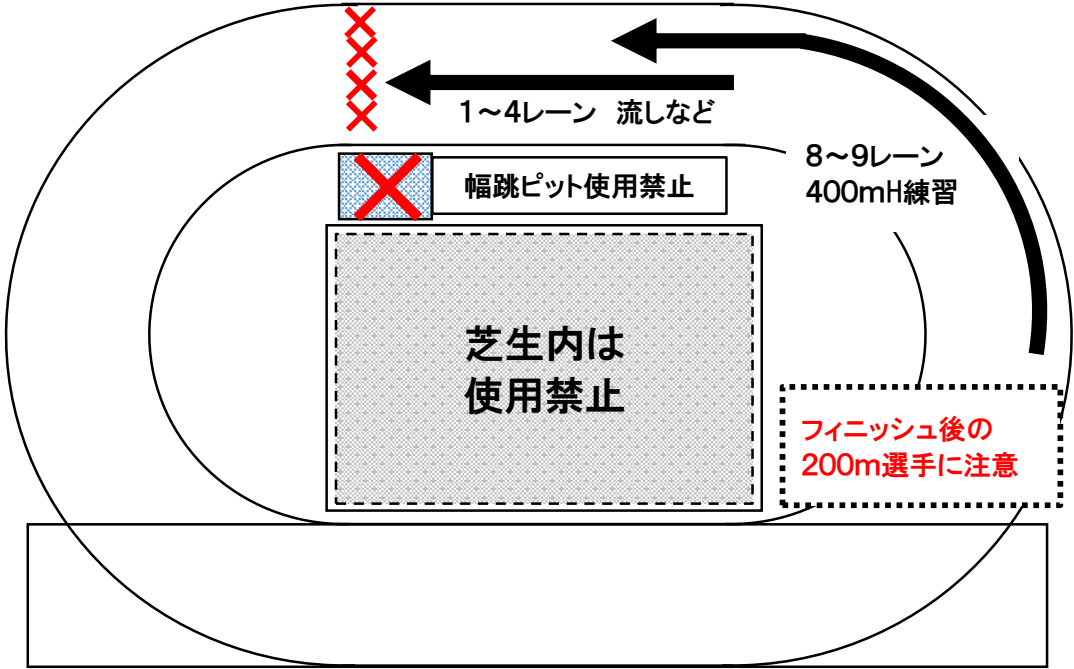 1～4レーン 流しなど
8～9レーン
400mH練習
幅跳ピット使用禁止
芝生内は
使用禁止
フィニッシュ後の
200m選手に注意